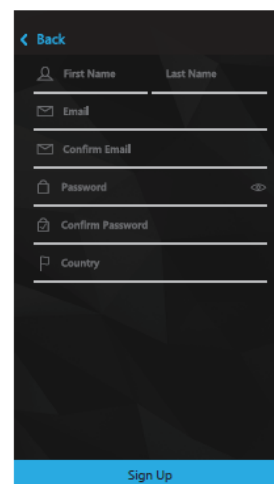 Back
First Name Last Name
Email
Confirm Email
Password
Confirm Password
Country
Sign Up